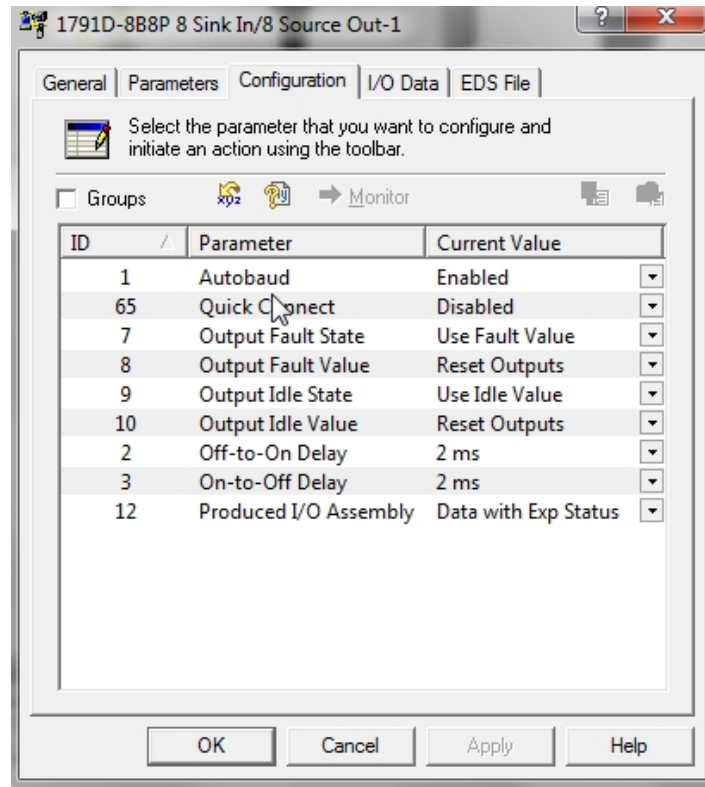 1791D-8B8P 8 Sink In/8 Source Out-1
General Parameters Configuration I/O Data EDS File
Select the parameter that you want to configure and
initiate an action using the toolbar.
Groups Monitor
ID Parameter Current Value
1 Autobaud Enabled
65 Quick Connect Disabled
7 Output Fault State Use Fault Value
8 Output Fault Value Reset Outputs
9 Output Idle State Use Idle Value
10 Output Idle Value Reset Outputs
2 Off-to-On Delay 2 ms
3 On-to-Off Delay 2 ms
12 Produced I/O Assembly Data with Exp Status
OK Cancel Apply Help